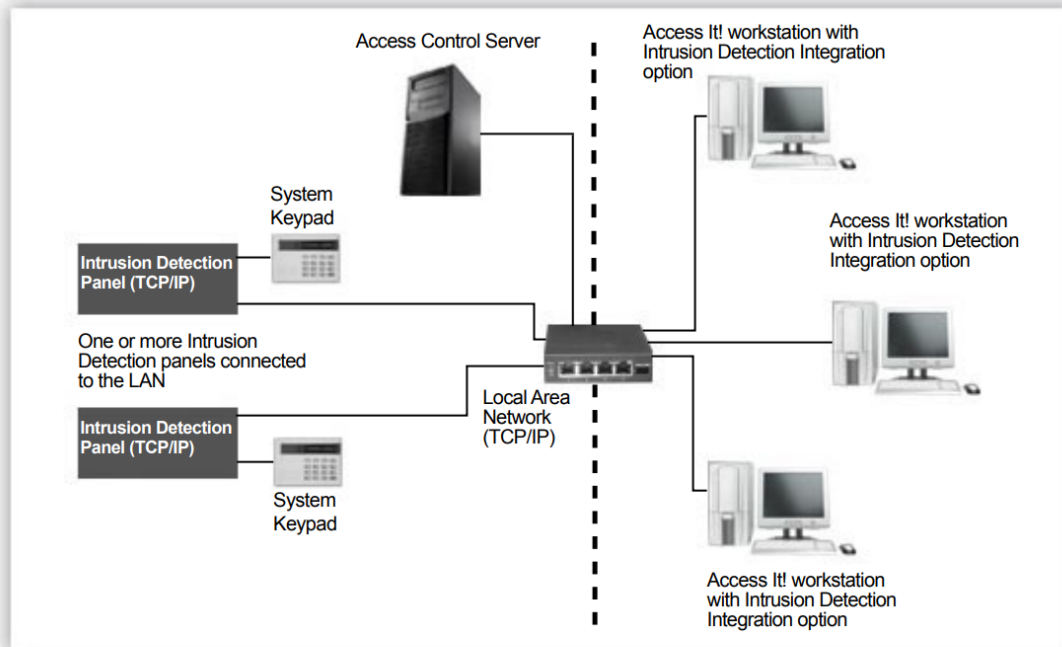 Access Control Server
Access It! workstation with
Intrusion Detection Integration
option
System
Keypad
Access It! workstation
with Intrusion Detection
Integration option
Intrusion Detection
Panel (TCP/IP)
One or more Intrusion
Detection panels connected
to the LAN
Local Area
Network
(TCP/IP)
Intrusion Detection
Panel (TCP/IP)
System
Keypad
Access It! workstation
with Intrusion Detection
Integration option